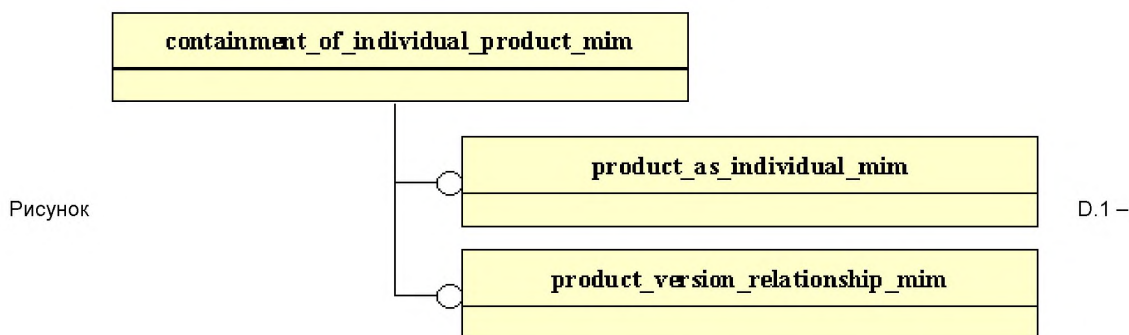 containment_of_individual_product_mim
product_as_individual_mim
Рисунок D.1 –
product_version_relationship_mim